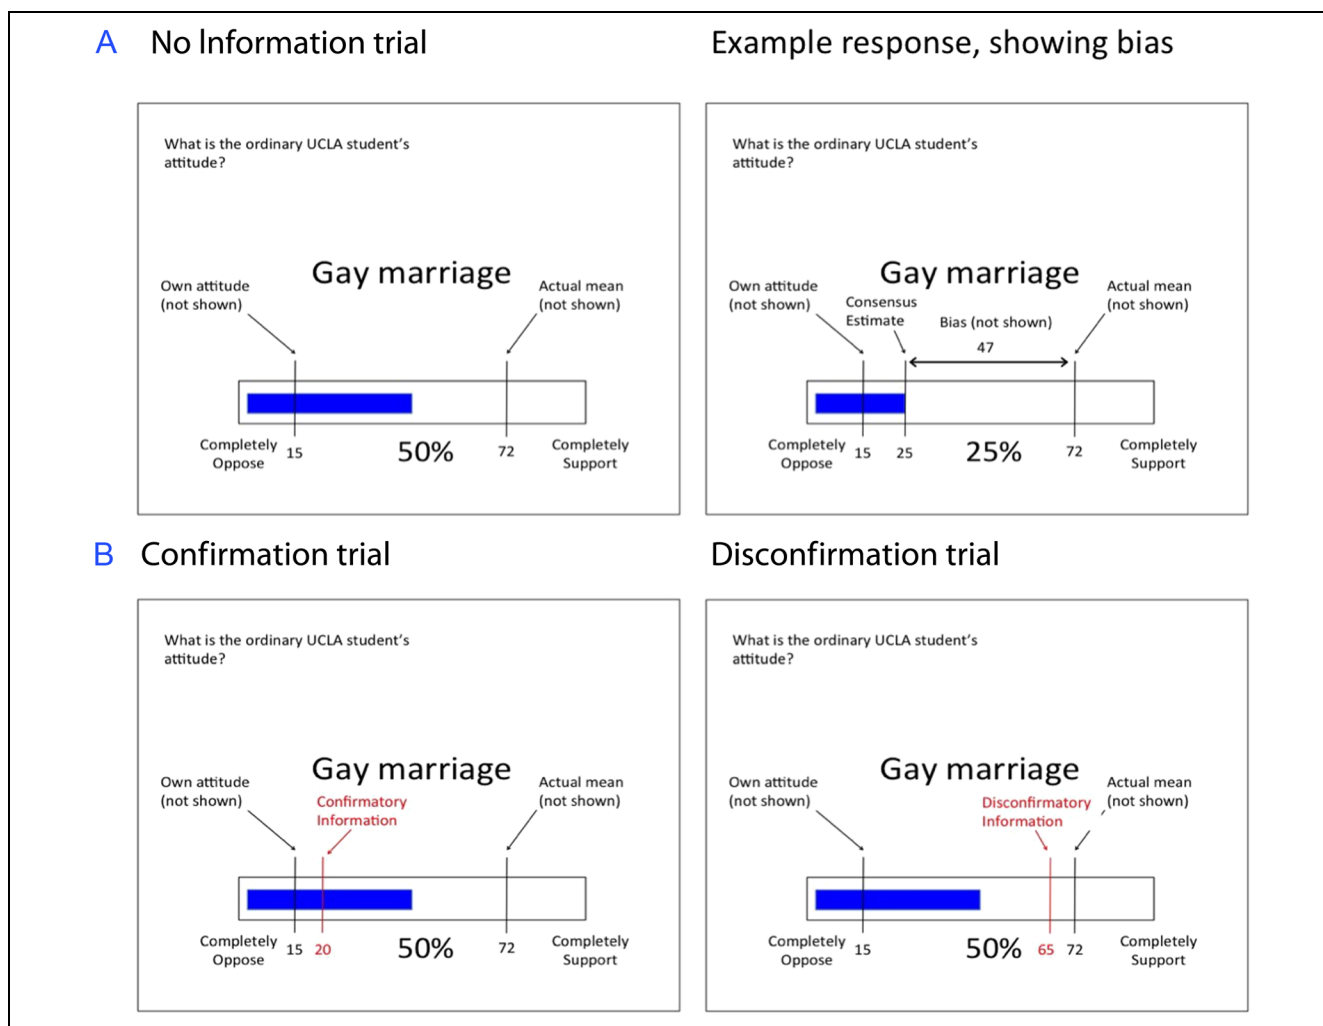 A No Information trial
Example response, showing bias
What is the ordinary UCLA student's
attitude?
Gay marriage
Own attitude
(not shown)
Actual mean
(not shown)
Completely
Oppose
15
50%
72
Completely
Support
What is the ordinary UCLA student's
attitude?
Gay marriage
Own attitude
(not shown)
Consensus
Estimate
Bias (not shown)
47
Actual mean
(not shown)
Completely
Oppose
15
25
25%
72
Completely
Support
B Confirmation trial
Disconfirmation trial
What is the ordinary UCLA student's
attitude?
Gay marriage
Own attitude
(not shown)
Confirmatory
Information
Actual mean
(not shown)
Completely
Oppose
15
20
50%
72
Completely
Support
What is the ordinary UCLA student's
attitude?
Gay marriage
Own attitude
(not shown)
Disconfirmatory
Information
Actual mean
(not shown)
Completely
Oppose
15
50%
65
72
Completely
Support